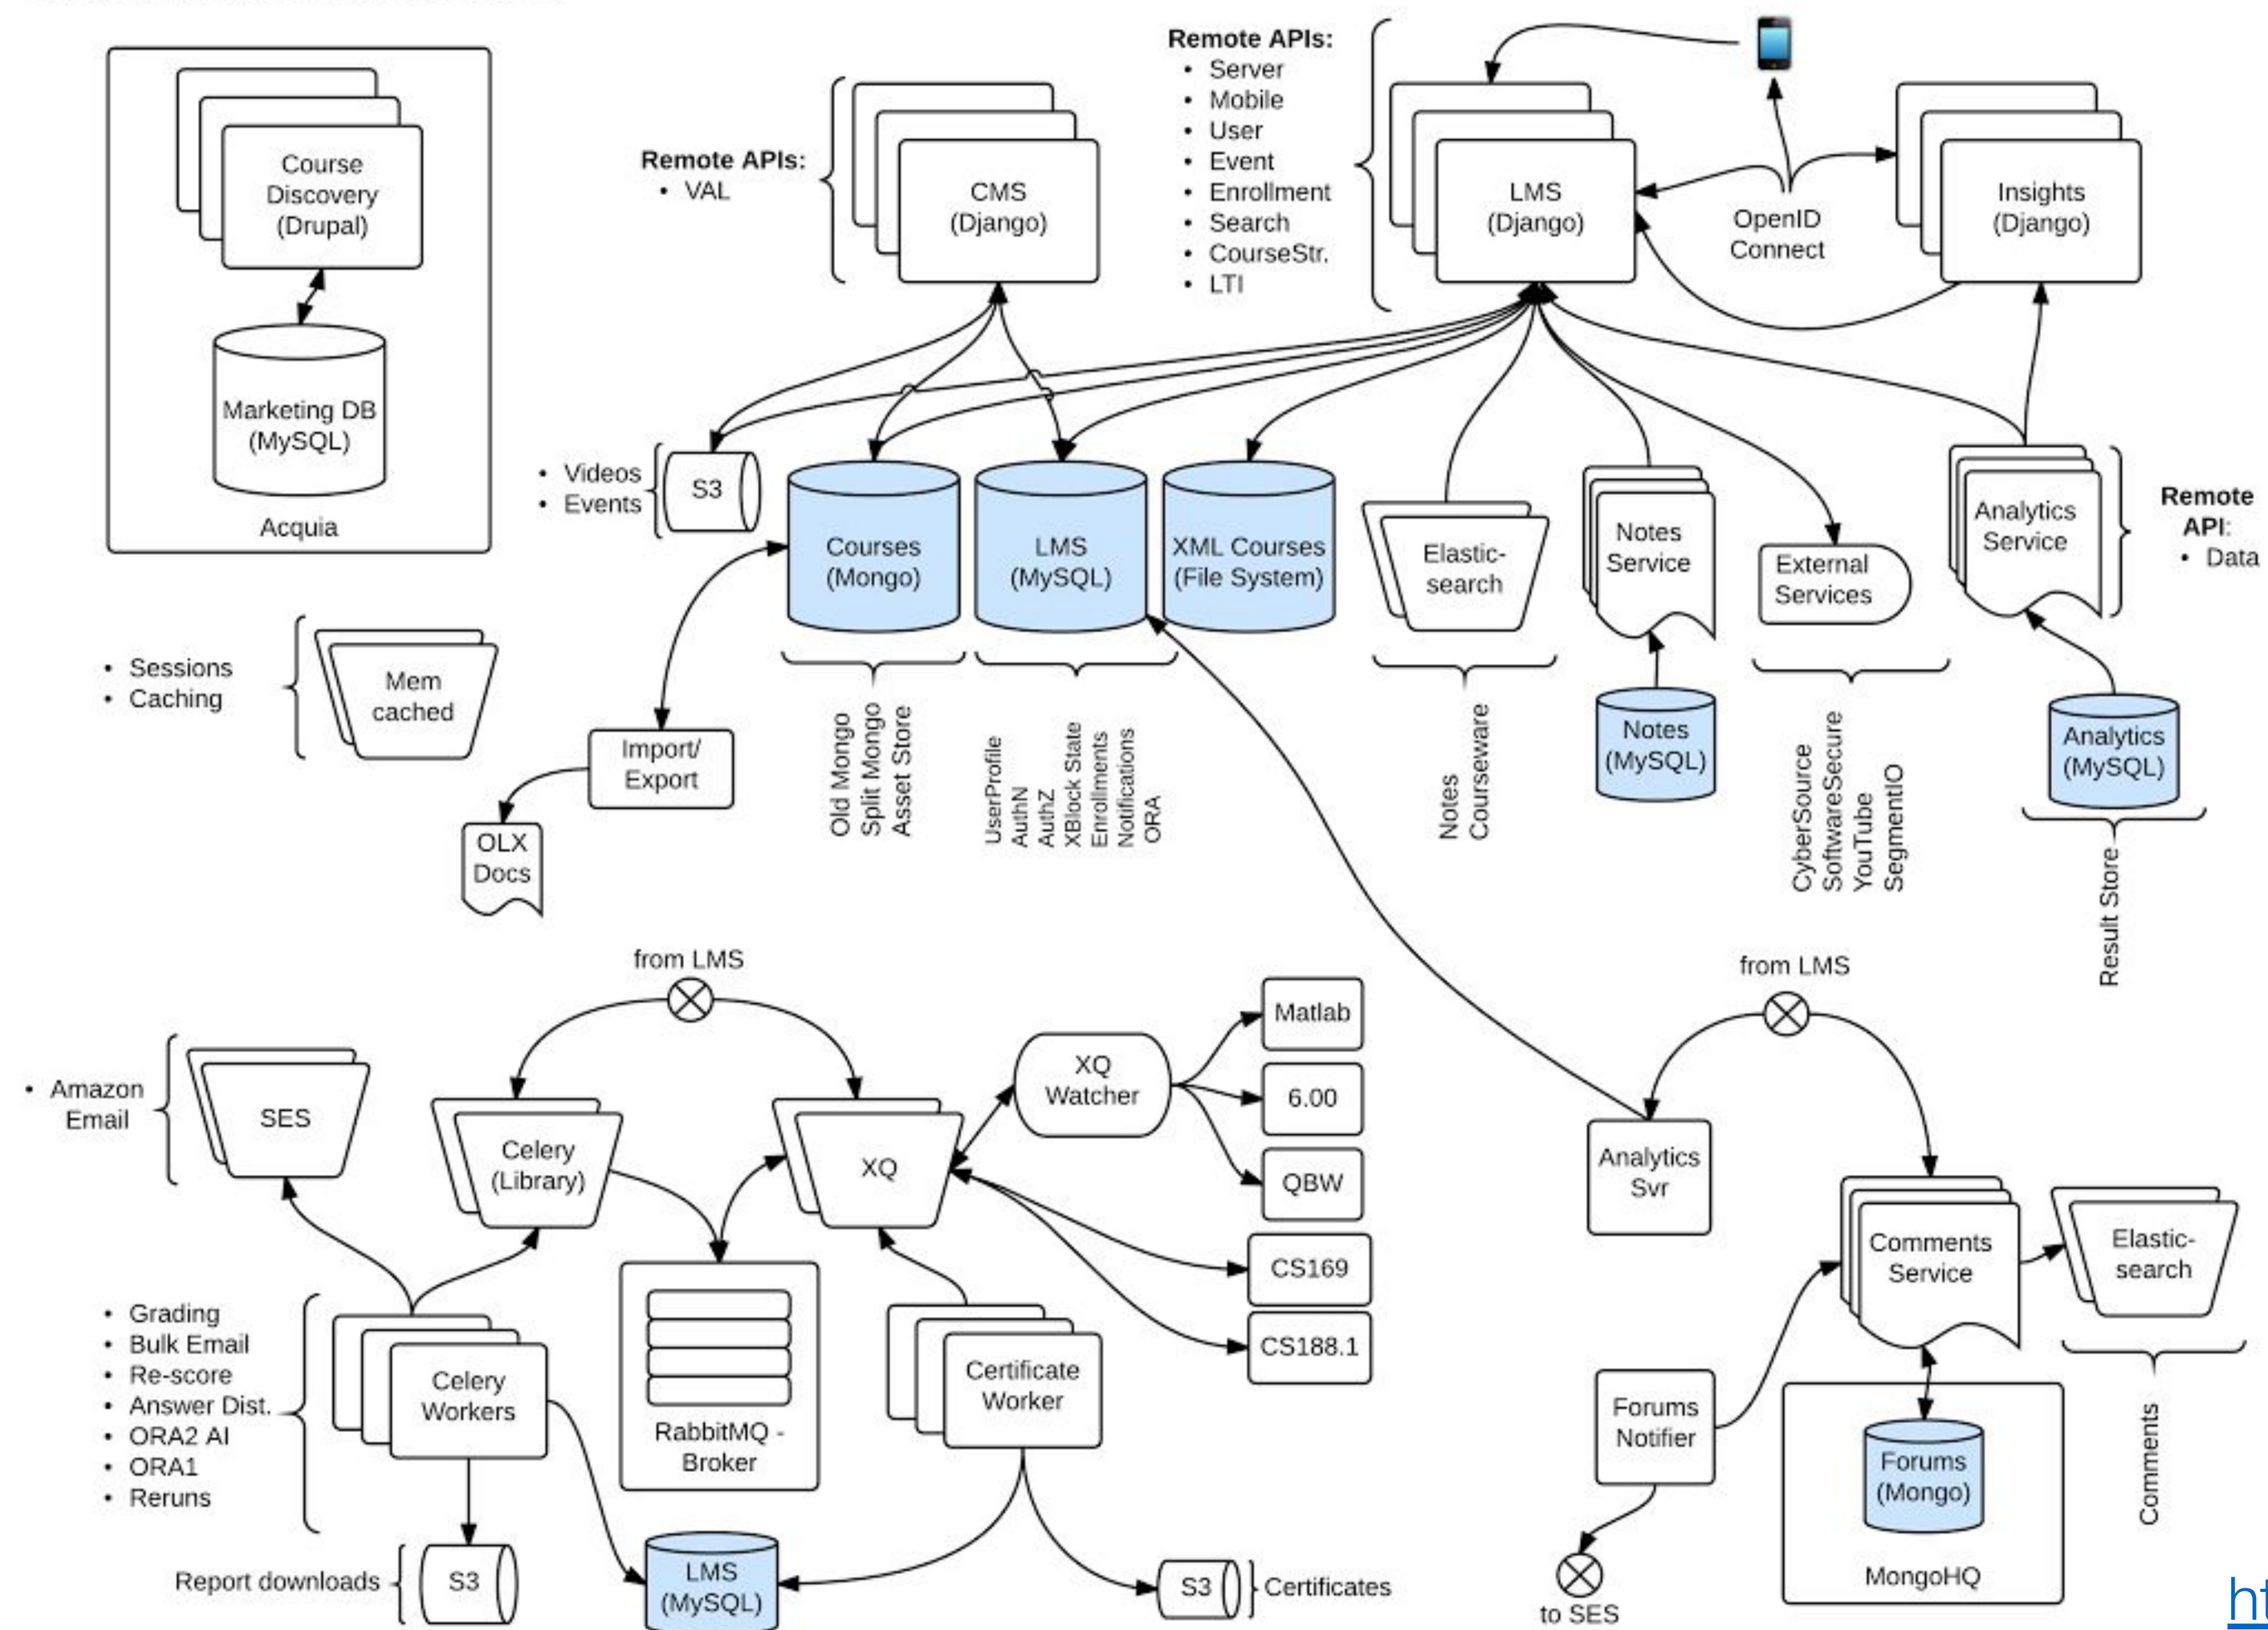 Course
Discovery
(Drupal)
Marketing DB
(MySQL)
Acquia
Remote APIs:
• VAL
CMS
(Django)
Remote APIs:
• Server
• Mobile
• User
• Event
• Enrollment
• Search
• CourseStr.
• LTI
LMS
(Django)
OpenID
Connect
Insights
(Django)
• Videos
• Events
S3
Courses
(Mongo)
LMS
(MySQL)
XML Courses
(File System)
Elastic-
search
Notes
Service
External
Services
Analytics
Service
Remote
API:
• Data
• Sessions
• Caching
Mem
cached
Import/
Export
OLX
Docs
Old Mongo
Split Mongo
Asset Store
UserProfile
AuthN
AuthZ
XBlock State
Enrollments
Notifications
ORA
Notes
Courseware
Notes
(MySQL)
CyberSource
SoftwareSecure
YouTube
SegmentIO
Analytics
(MySQL)
Result Store
from LMS
• Amazon
Email
SES
Celery
(Library)
XQ
XQ
Watcher
Matlab
6.00
QBW
CS169
CS188.1
• Grading
• Bulk Email
• Re-score
• Answer Dist.
• ORA2 AI
• ORA1
• Reruns
Celery
Workers
RabbitMQ -
Broker
Certificate
Worker
Report downloads
S3
LMS
(MySQL)
S3
Certificates
from LMS
Analytics
Svr
Comments
Service
Elastic-
search
Comments
Forums
Notifier
to SES
Forums
(Mongo)
MongoHQ